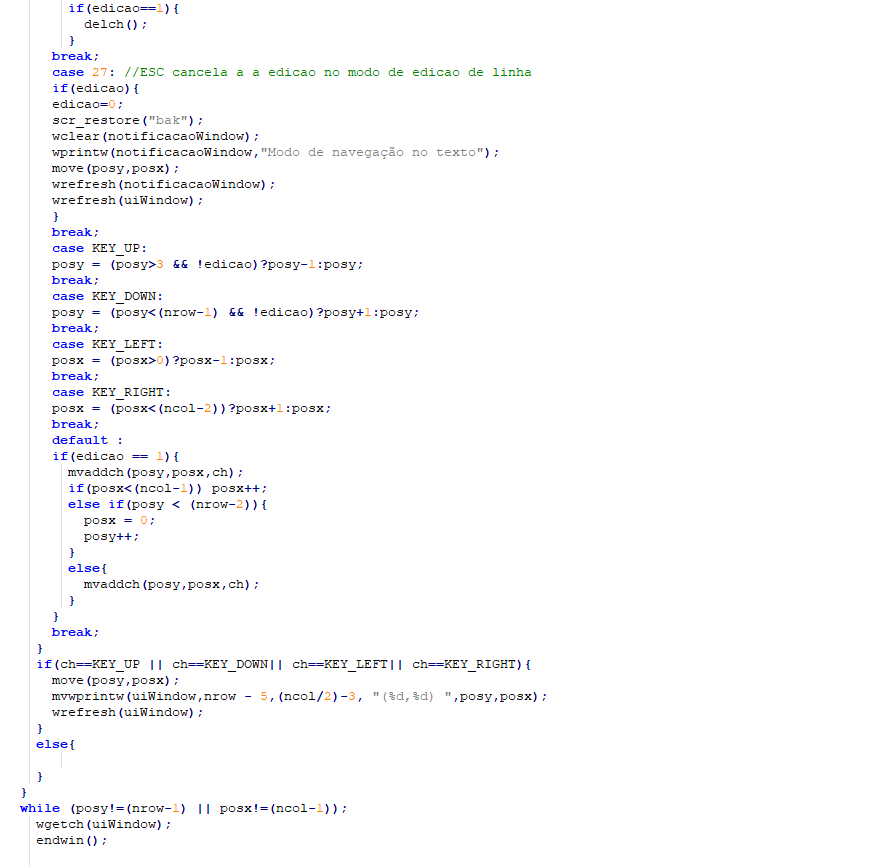 if(edicao==1){
delch();
}
break;
case 27: //ESC cancela a a edicao no modo de edicao de linha
if(edicao){
edicao=0;
scr_restore("bak");
wclear(notificacaoWindow);
wprintw(notificacaoWindow,"Modo de navegação no texto");
move(posy,posx);
wrefresh(notificacaoWindow);
wrefresh(uiWindow);
}
break;
case KEY_UP:
posy = (posy>3 && !edicao)?posy-1:posy;
break;
case KEY_DOWN:
posy = (posy<(nrow-1) && !edicao)?posy+1:posy;
break;
case KEY_LEFT:
posx = (posx>0)?posx-1:posx;
break;
case KEY_RIGHT:
posx = (posx<(ncol-2))?posx+1:posx;
break;
default :
if(edicao == 1){
mvaddch(posy,posx,ch);
if(posx<(ncol-1)) posx++;
else if(posy < (nrow-2)){
posx = 0;
posy++;
}
else{
mvaddch(posy,posx,ch);
}
}
break;
}
if(ch==KEY_UP || ch==KEY_DOWN|| ch==KEY_LEFT|| ch==KEY_RIGHT){
move(posy,posx);
mvwprintw(uiWindow,nrow - 5,(ncol/2)-3, "(%d,%d) ",posy,posx);
wrefresh(uiWindow);
}
else{
}
}
while (posy!=(nrow-1) || posx!=(ncol-1));
wgetch(uiWindow);
endwin();